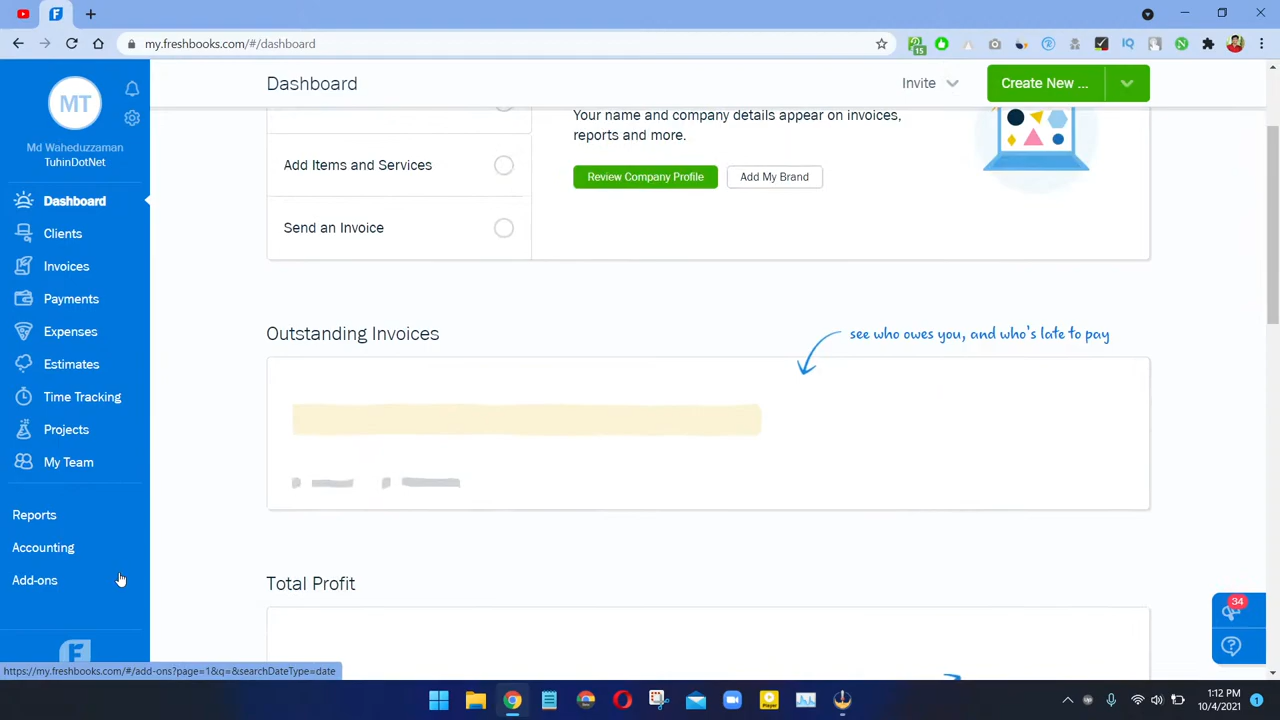 my.freshbooks.com/#/dashboard
15
MT
Md Waheduzzaman
TuhinDotNet
Dashboard
Clients
Invoices
Payments
Expenses
Estimates
Time Tracking
Projects
My Team
Reports
Accounting
Add-ons
https://my.freshbooks.com/#/add-ons?page=1&q=&searchDateType=date
Dashboard
Invite
Create New ...
Add Items and Services
Send an Invoice
Your name and company details appear on invoices,
reports and more.
Review Company Profile
Add My Brand
Outstanding Invoices
see who owes you, and who's late to pay
Total Profit
34
1:12 PM
10/4/2021
1